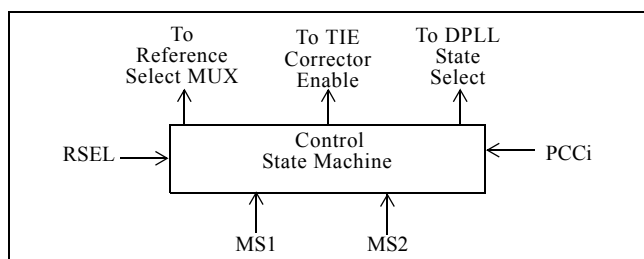 To
Reference
Select MUX
To TIE
Corrector
Enable
To DPLL
State
Select
RSEL
Control
State Machine
PCCi
MS1
MS2